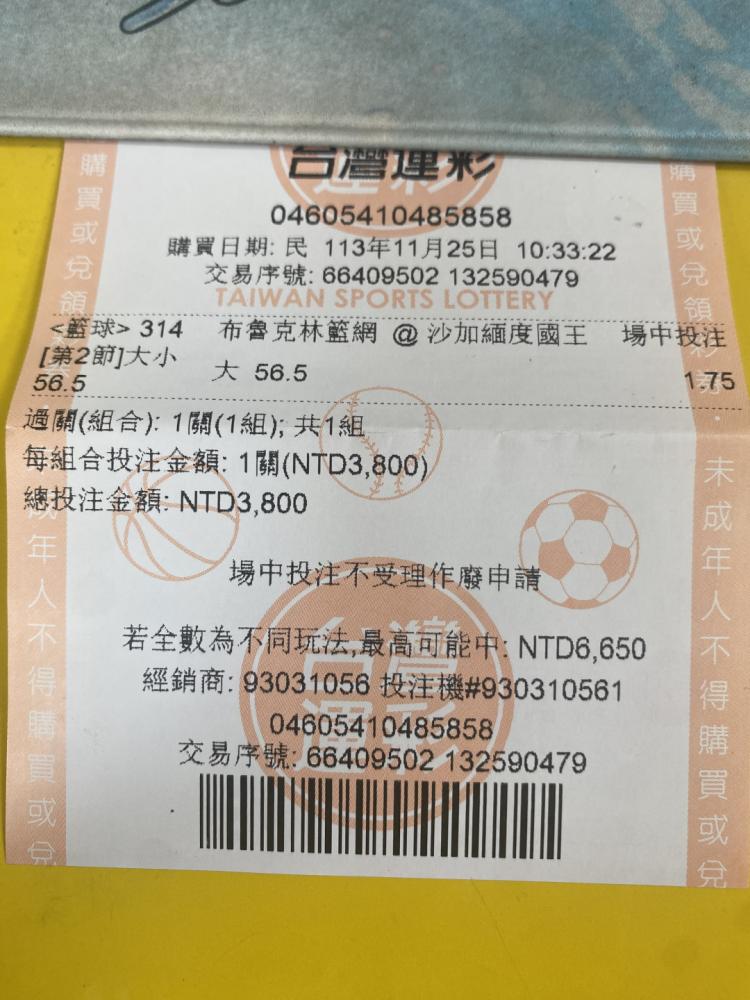 台灣運彩
04605410485858
購買日期: 民 113年11月25日 10:33:22
交易序號: 66409502 132590479
TAIWAN SPORTS LOTTERY
<籃球> 314 布魯克林籃網 @ 沙加緬度國王 場中投注
[第2節]大小
56.5 大 56.5 1.75
過關(組合): 1關(1組); 共1組
每組合投注金額: 1關(NTD3,800)
總投注金額: NTD3,800
場中投注不受理作廢申請
若全數為不同玩法,最高可能中: NTD6,650
經銷商: 93031056 投注機#930310561
04605410485858
交易序號: 66409502 132590479
台灣運彩
購買或兌領
成年人不得購買或兌
購買或兌領彩
未成年人不得購買或兌